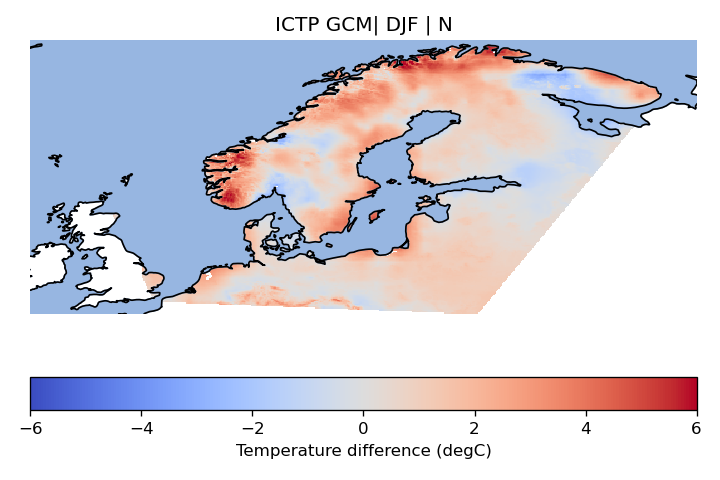 ICTP GCM| DJF | N
−6 −4 −2 0 2 4 6
Temperature difference (degC)